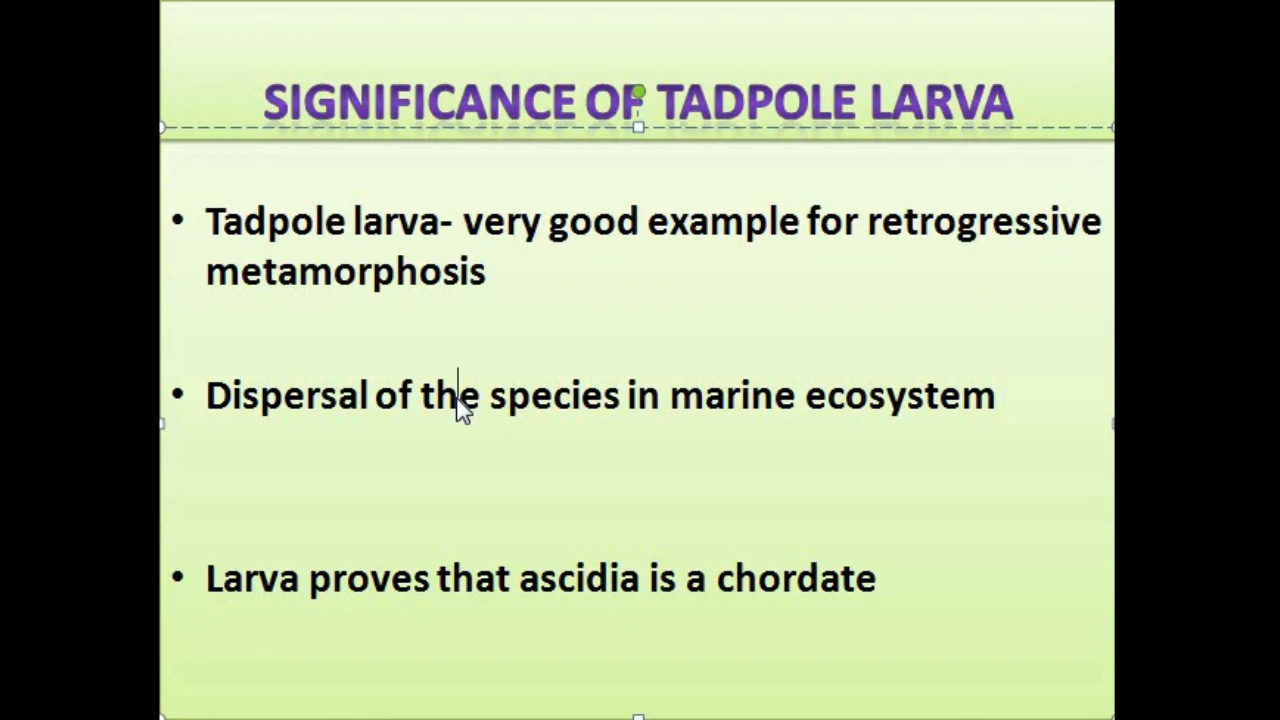 SIGNIFICANCE OF TADPOLE LARVA
• Tadpole larva- very good example for retrogressive
metamorphosis
• Dispersal of the species in marine ecosystem
• Larva proves that ascidia is a chordate